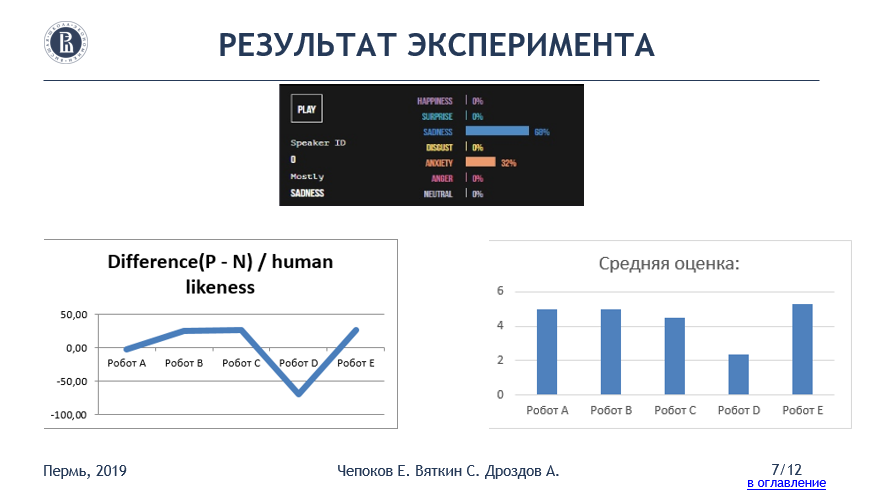 РЕЗУЛЬТАТ ЭКСПЕРИМЕНТА
PLAY
Speaker ID
0
Mostly
SADNESS
HAPPINESS 0%
SURPRISE 0%
SADNESS 68%
DISGUST 0%
ANXIETY 32%
ANGER 0%
NEUTRAL 0%
Difference(P - N) / human
likeness
50,00
0,00
-50,00
-100,00
Робот A Робот B Робот C Робот D Робот E
Средняя оценка:
6
4
2
0
Робот A Робот B Робот C Робот D Робот E
Пермь, 2019
Чепоков Е. Вяткин С. Дроздов А.
7/12
в оглавление